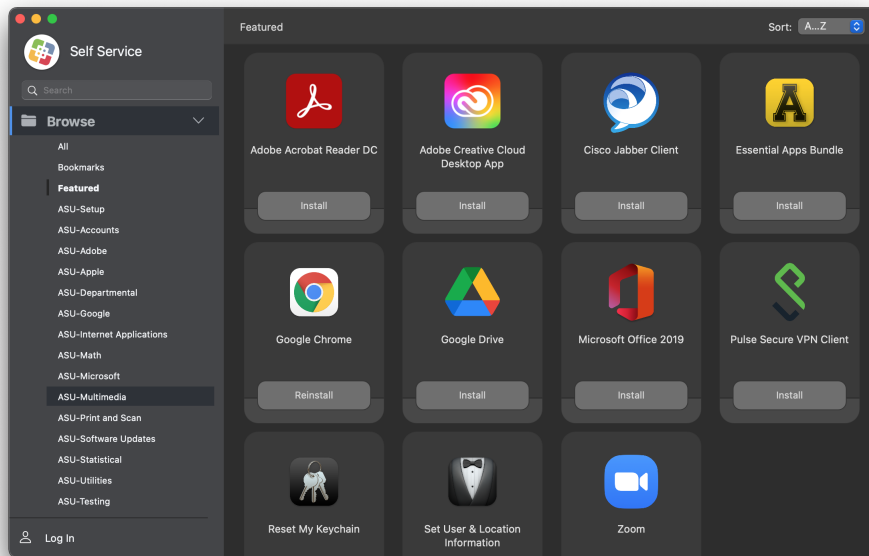 Self Service
Search
Browse
All
Bookmarks
Featured
ASU-Setup
ASU-Accounts
ASU-Adobe
ASU-Apple
ASU-Departmental
ASU-Google
ASU-Internet Applications
ASU-Math
ASU-Microsoft
ASU-Multimedia
ASU-Print and Scan
ASU-Software Updates
ASU-Statistical
ASU-Utilities
ASU-Testing
Log In
Featured
Sort: A...Z
Adobe Acrobat Reader DC
Install
Adobe Creative Cloud
Desktop App
Install
Cisco Jabber Client
Install
A
Essential Apps Bundle
Install
Google Chrome
Reinstall
Google Drive
Install
Microsoft Office 2019
Install
Pulse Secure VPN Client
Install
Reset My Keychain
Set User & Location
Information
Zoom